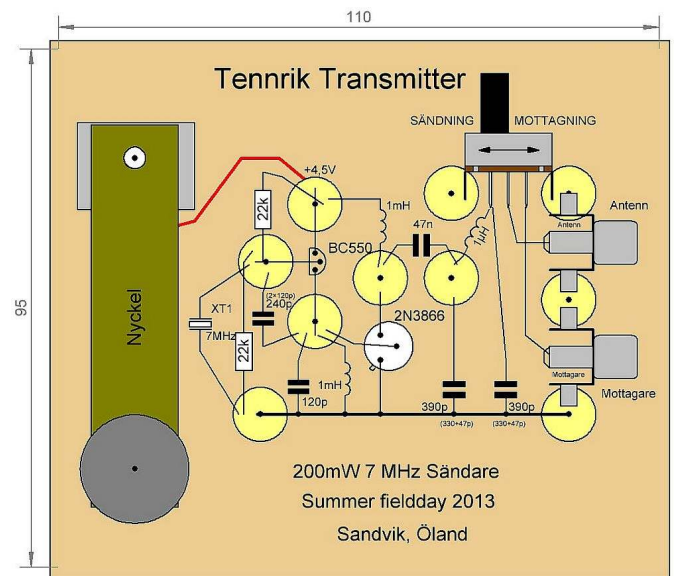 110
95
Tennrik Transmitter
SÄNDNING
MOTTAGNING
+4,5V
22k
1mH
47n
1µH
Antenn
Antenn
BC550
(2×120p)
240p
XT1
7MHz
22k
2N3866
Nyckel
1mH
120p
390p
(330+47p)
390p
(330+47p)
Mottagare
Mottagare
200mW 7 MHz Sändare
Summer fieldday 2013
Sandvik, Öland